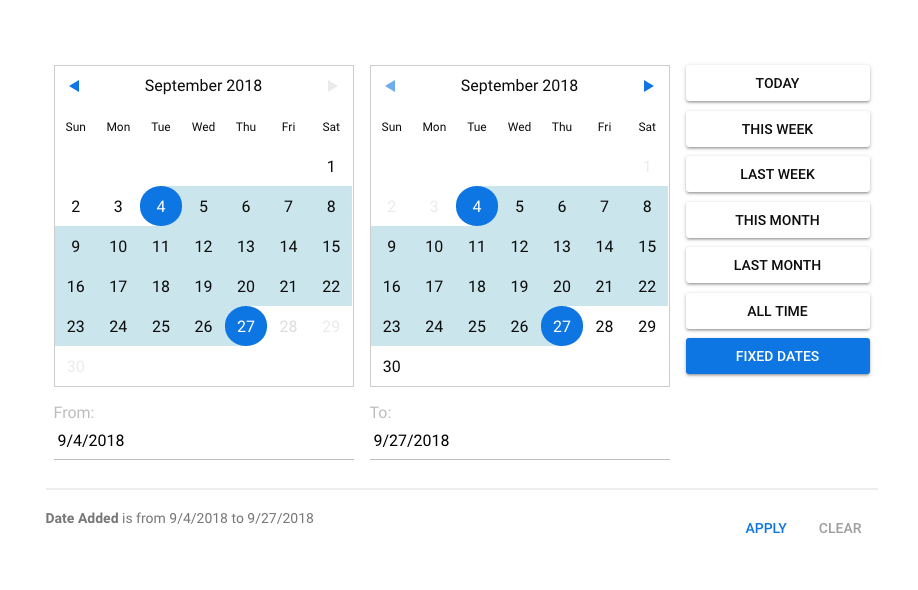 September 2018
Sun Mon Tue Wed Thu Fri Sat
1
2 3 4 5 6 7 8
9 10 11 12 13 14 15
16 17 18 19 20 21 22
23 24 25 26 27 28 29
30
From:
9/4/2018
September 2018
Sun Mon Tue Wed Thu Fri Sat
1
2 3 4 5 6 7 8
9 10 11 12 13 14 15
16 17 18 19 20 21 22
23 24 25 26 27 28 29
30
To:
9/27/2018
TODAY
THIS WEEK
LAST WEEK
THIS MONTH
LAST MONTH
ALL TIME
FIXED DATES
Date Added is from 9/4/2018 to 9/27/2018
APPLY CLEAR